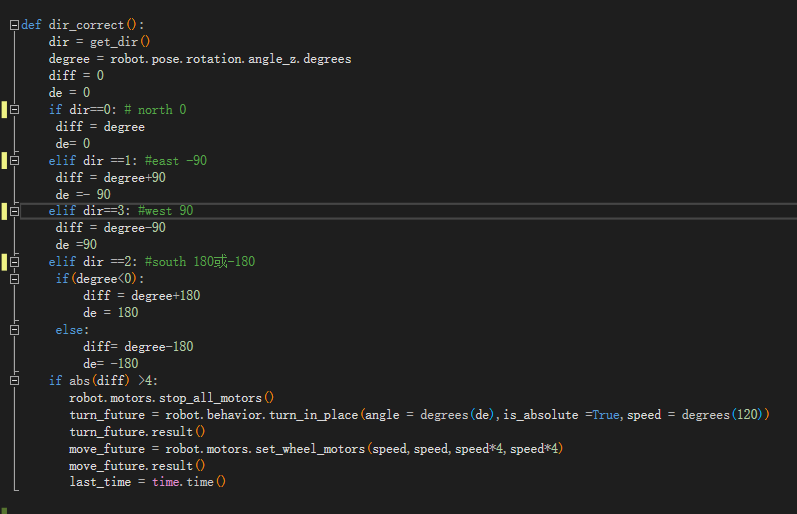 def dir_correct():
    dir = get_dir()
    degree = robot.pose.rotation.angle_z.degrees
    diff = 0
    de = 0
    if dir==0: # north 0
     diff = degree
     de= 0
    elif dir ==1: #east -90
     diff = degree+90
     de =- 90
    elif dir==3: #west 90
     diff = degree-90
     de =90
    elif dir ==2: #south 180或-180
     if(degree<0):
         diff = degree+180
         de = 180
     else:
         diff= degree-180
         de= -180
    if abs(diff) >4:
       robot.motors.stop_all_motors()
       turn_future = robot.behavior.turn_in_place(angle = degrees(de),is_absolute =True,speed = degrees(120))
       turn_future.result()
       move_future = robot.motors.set_wheel_motors(speed,speed,speed*4,speed*4)
       move_future.result()
       last_time = time.time()